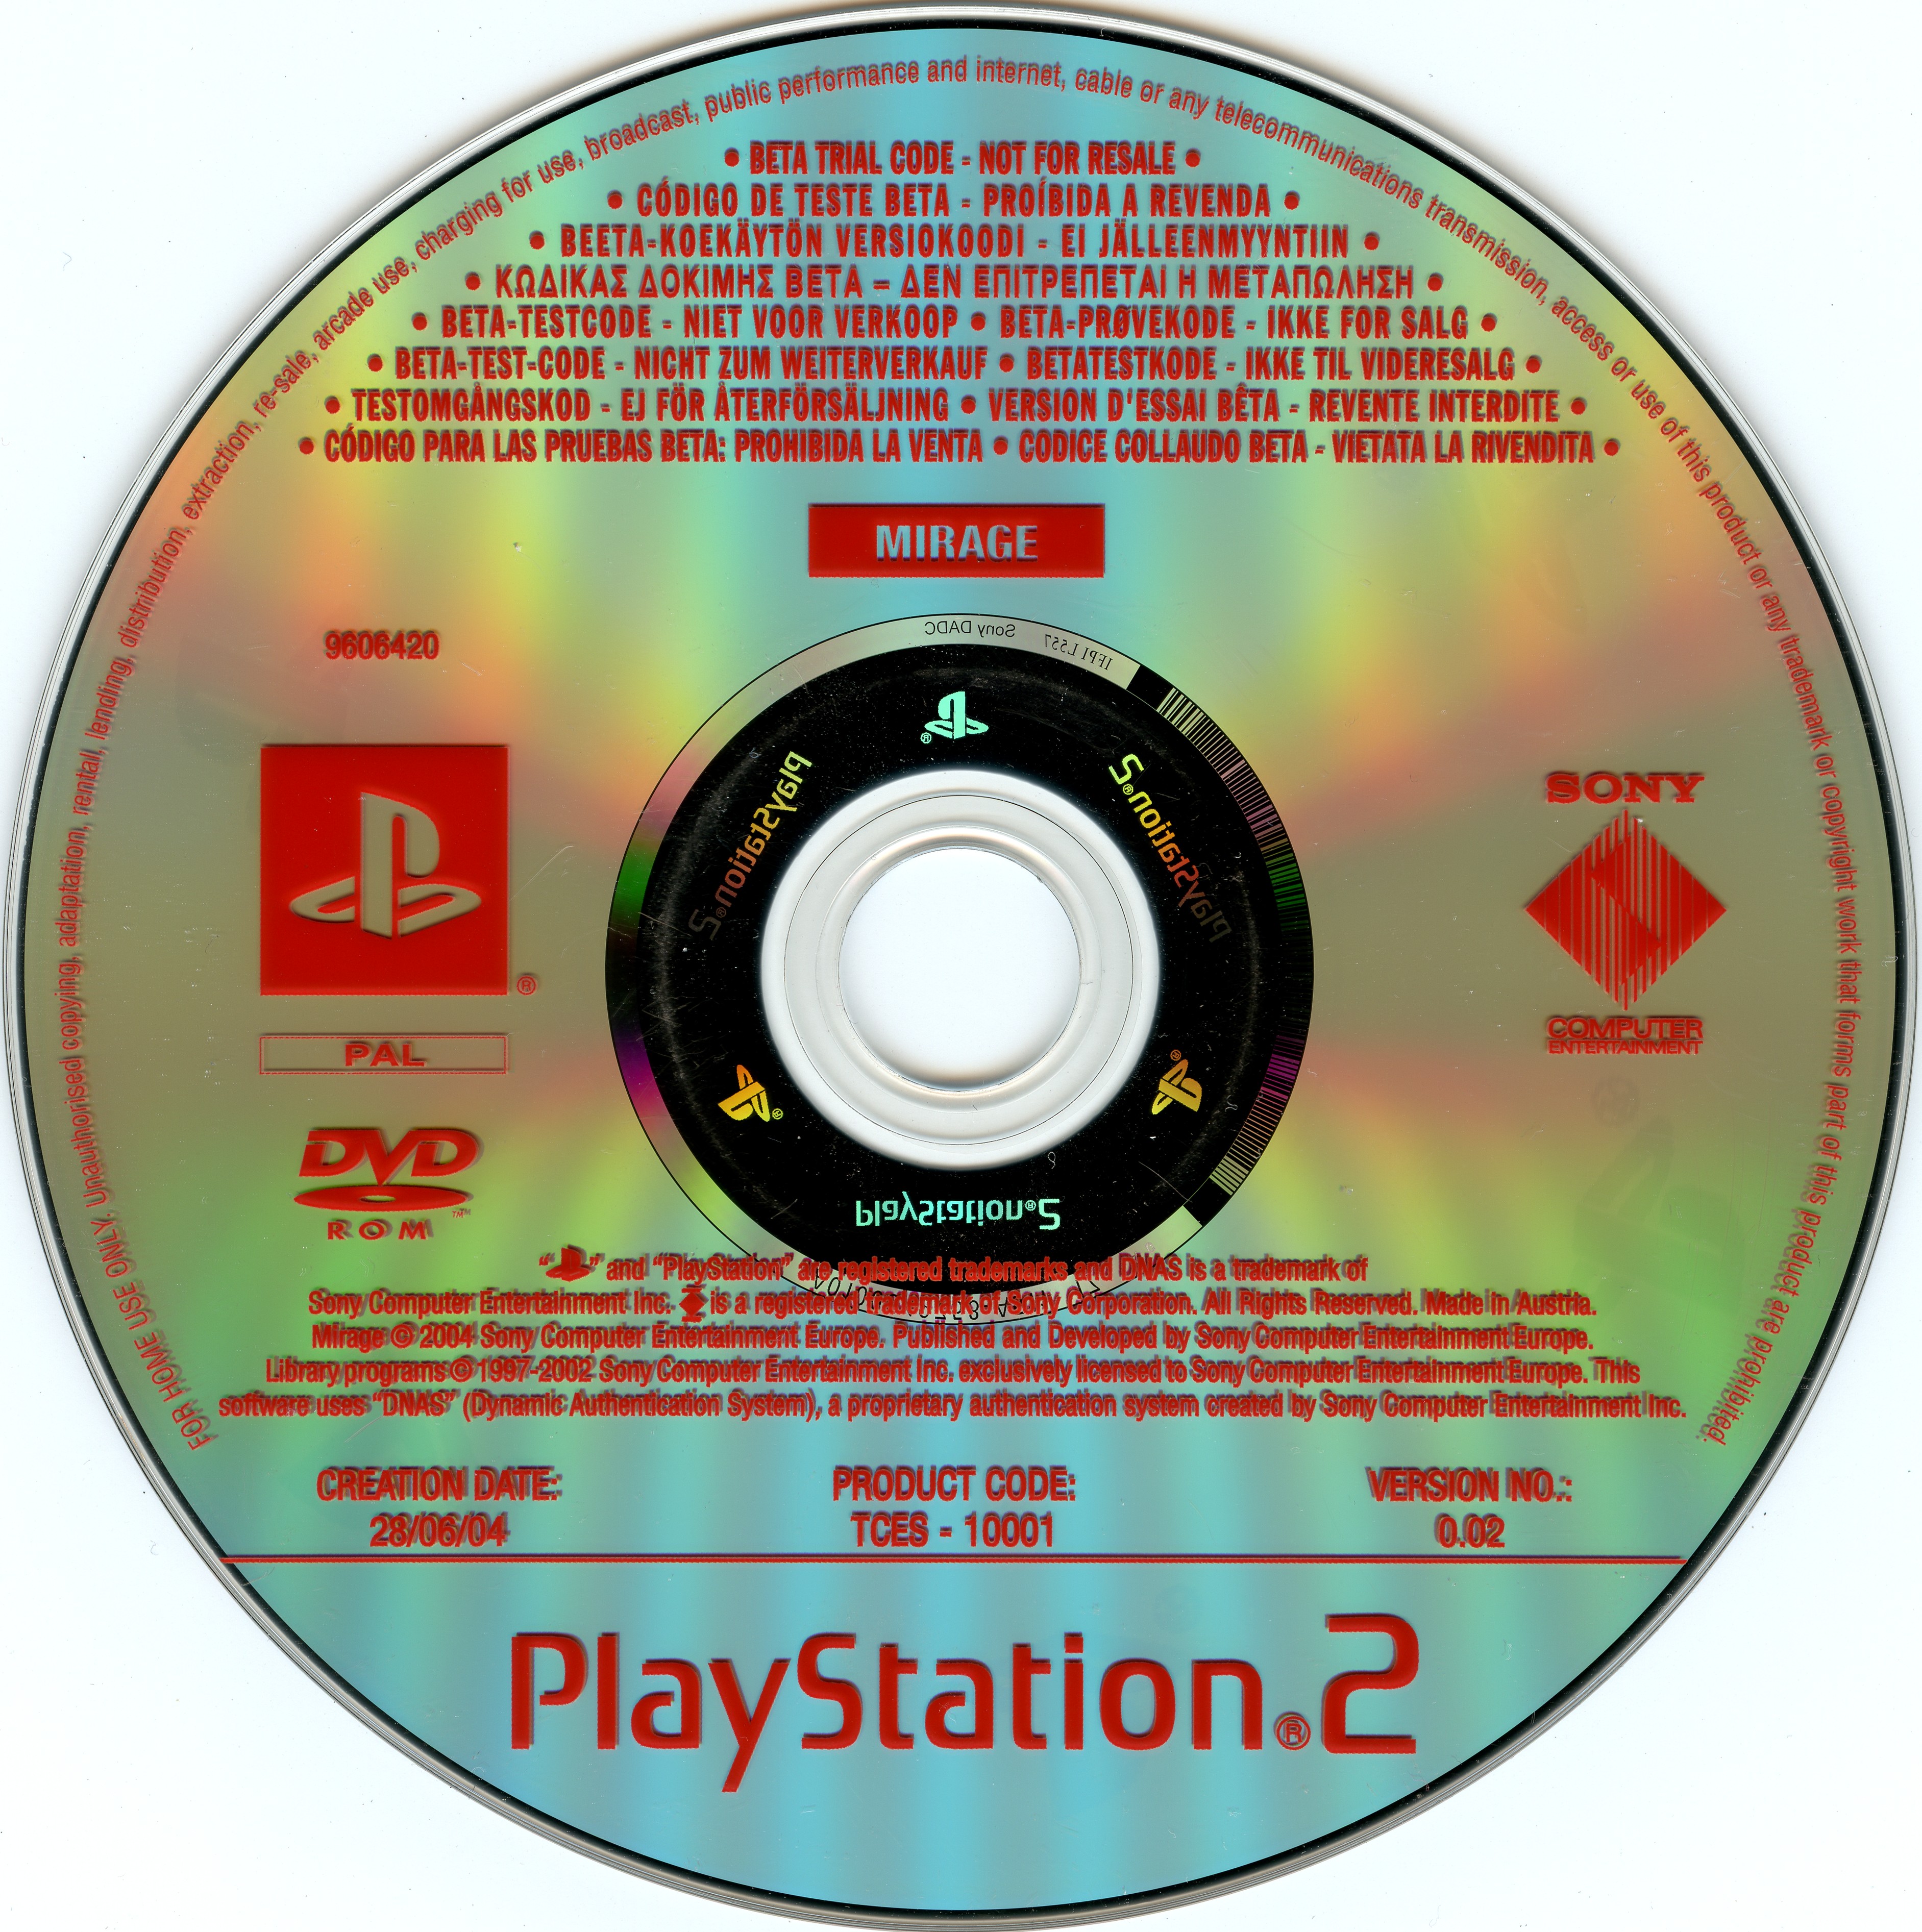 FOR HOME USE ONLY. Unauthorised copying, adaptation, rental, lending, distribution, extraction, re-sale, arcade use, charging for use, broadcast, public performance and internet, cable or any telecommunications transmission, access or use of this product or any trademark or copyright work that forms part of this product are prohibited.
• BETA TRIAL CODE - NOT FOR RESALE •
• CÓDIGO DE TESTE BETA - PROÍBIDA A REVENDA •
• BEETA-KOEKÄYTÖN VERSIOKOODI - EI JÄLLEENMYYNTIIN •
• ΚΩΔΙΚΑΣ ΔΟΚΙΜΗΣ ΒΕΤΑ – ΔΕΝ ΕΠΙΤΡΕΠΕΤΑΙ Η ΜΕΤΑΠΩΛΗΣΗ •
• BETA-TESTCODE - NIET VOOR VERKOOP • BETA-PRØVEKODE - IKKE FOR SALG •
• BETA-TEST-CODE - NICHT ZUM WEITERVERKAUF • BETATESTKODE - IKKE TIL VIDERESALG •
• TESTOMGÅNGSKOD - EJ FÖR ÅTERFÖRSÄLJNING • VERSION D'ESSAI BÊTA - REVENTE INTERDITE •
• CÓDIGO PARA LAS PRUEBAS BETA: PROHIBIDA LA VENTA • CODICE COLLAUDO BETA - VIETATA LA RIVENDITA •
MIRAGE
9606420
Sony DADC IFPI L557
PlayStation®2
PlayStation®2
PlayStation®2
®
PAL
DVD
ROM
™
SONY
COMPUTER
ENTERTAINMENT
“ ” and “PlayStation” are registered trademarks and DNAS is a trademark of
Sony Computer Entertainment Inc. is a registered trademark of Sony Corporation. All Rights Reserved. Made in Austria.
Mirage © 2004 Sony Computer Entertainment Europe. Published and Developed by Sony Computer Entertainment Europe.
Library programs © 1997-2002 Sony Computer Entertainment Inc. exclusively licensed to Sony Computer Entertainment Europe. This
software uses “DNAS” (Dynamic Authentication System), a proprietary authentication system created by Sony Computer Entertainment Inc.
CREATION DATE: PRODUCT CODE: VERSION NO.:
28/06/04 TCES - 10001 0.02
PlayStation®2